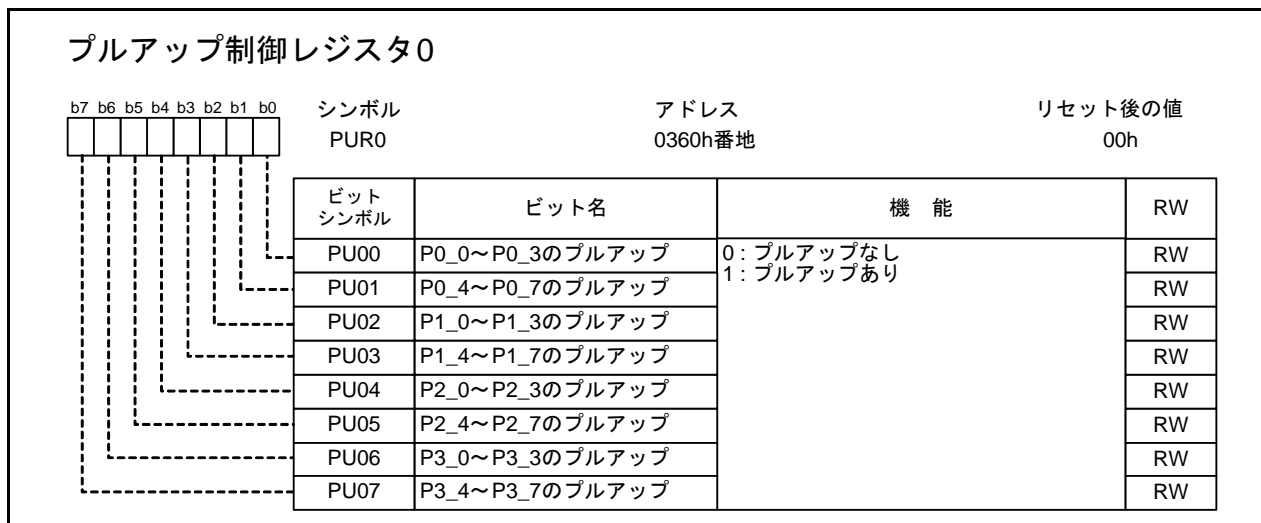 プルアップ制御レジスタ0
b7 b6 b5 b4 b3 b2 b1 b0
シンボル アドレス リセット後の値
PUR0 0360h番地 00h
ビット
シンボル ビット名 機 能 RW
PU00 P0_0～P0_3のプルアップ 0 : プルアップなし RW
1 : プルアップあり
PU01 P0_4～P0_7のプルアップ RW
PU02 P1_0～P1_3のプルアップ RW
PU03 P1_4～P1_7のプルアップ RW
PU04 P2_0～P2_3のプルアップ RW
PU05 P2_4～P2_7のプルアップ RW
PU06 P3_0～P3_3のプルアップ RW
PU07 P3_4～P3_7のプルアップ RW